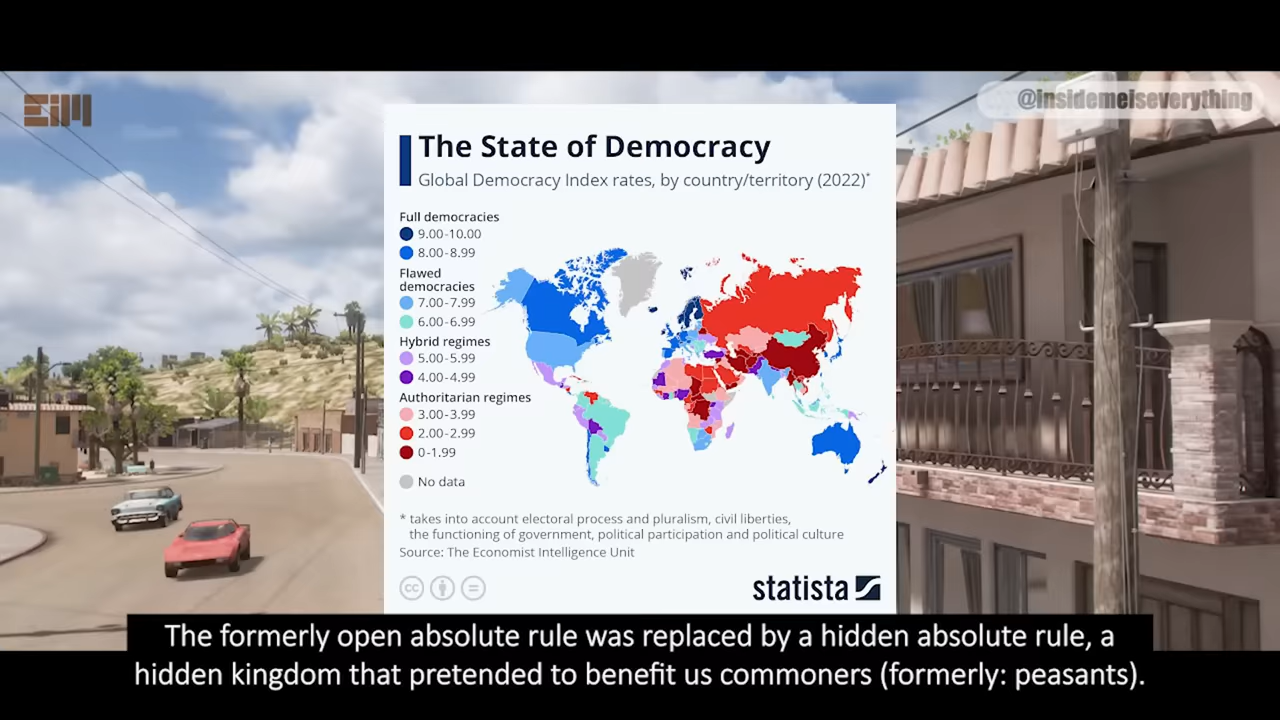 EiM
@insidemeiseverything
The State of Democracy
Global Democracy Index rates, by country/territory (2022)*
Full democracies
9.00-10.00
8.00-8.99
Flawed
democracies
7.00-7.99
6.00-6.99
Hybrid regimes
5.00-5.99
4.00-4.99
Authoritarian regimes
3.00-3.99
2.00-2.99
0-1.99
No data
* takes into account electoral process and pluralism, civil liberties,
the functioning of government, political participation and political culture
Source: The Economist Intelligence Unit
cc
statista
The formerly open absolute rule was replaced by a hidden absolute rule, a
hidden kingdom that pretended to benefit us commoners (formerly: peasants).